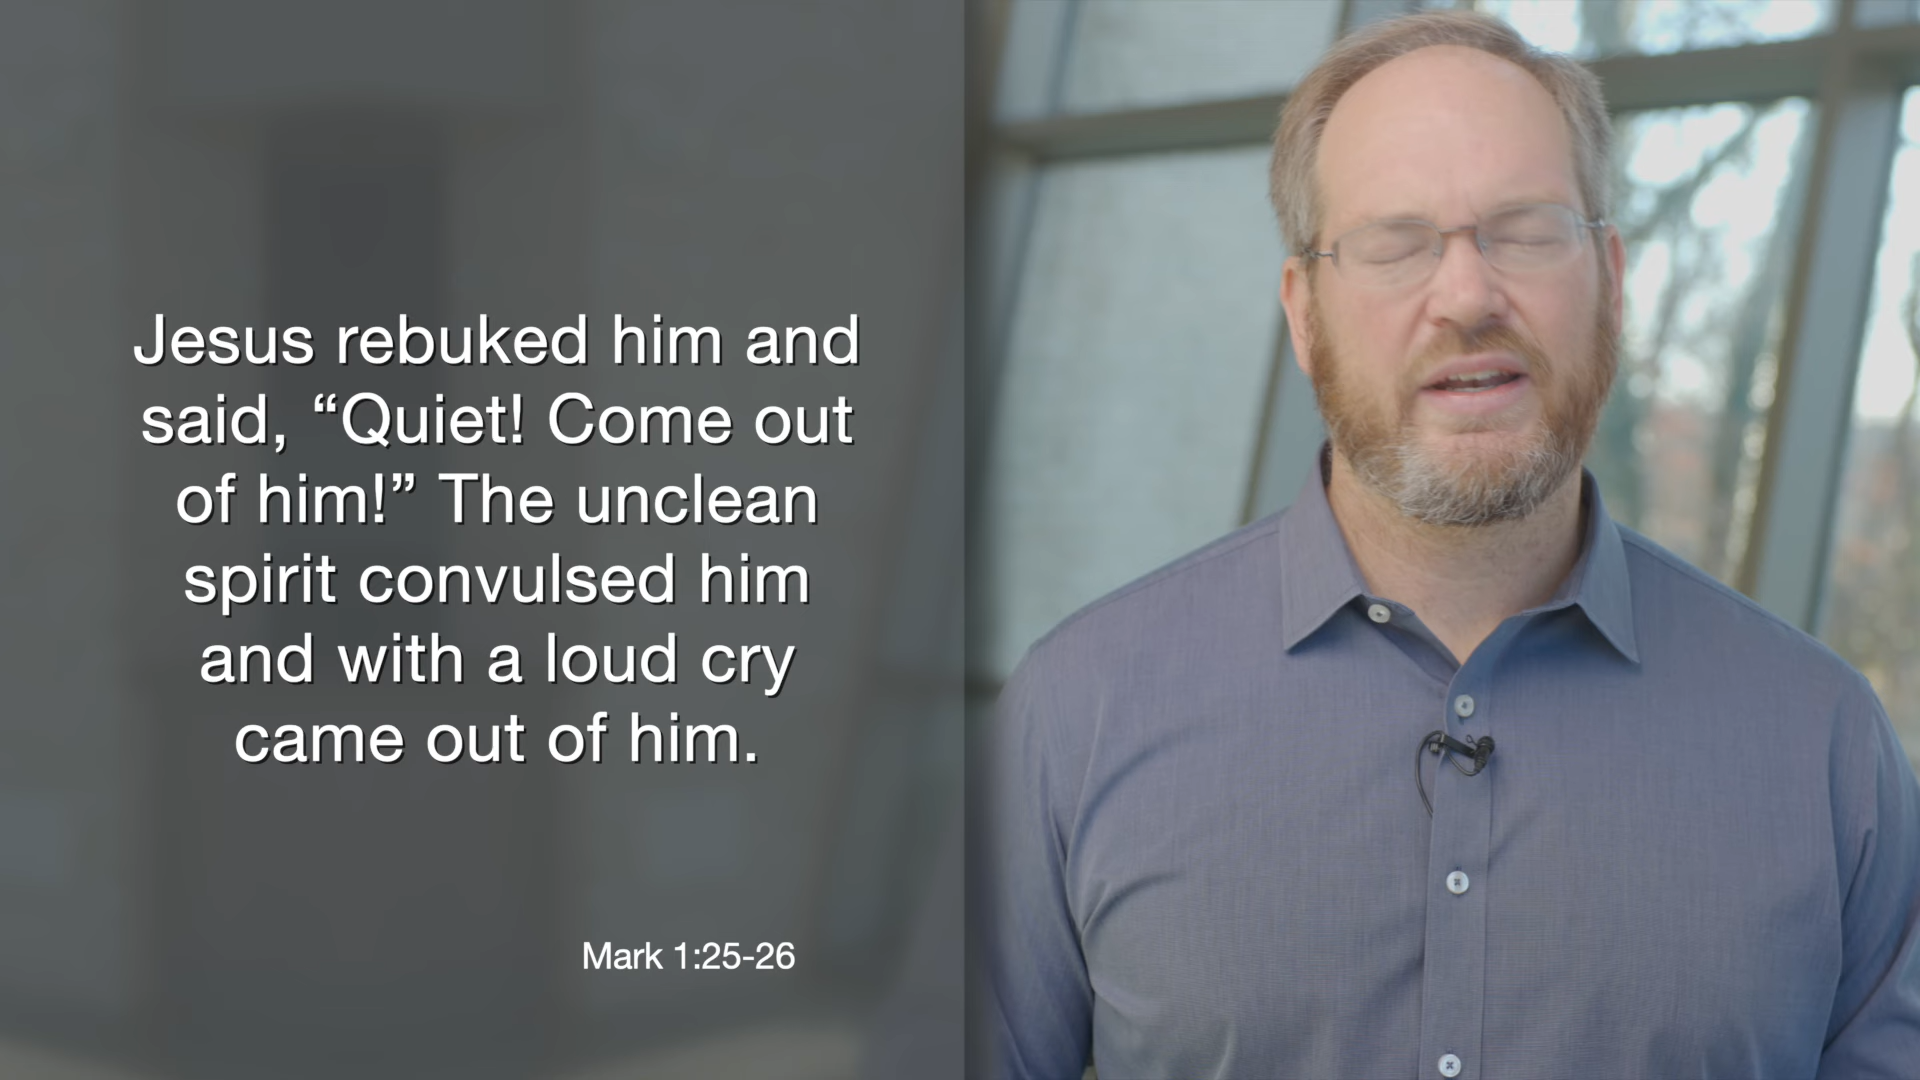 Jesus rebuked him and
said, “Quiet! Come out
of him!” The unclean
spirit convulsed him
and with a loud cry
came out of him.
Mark 1:25-26